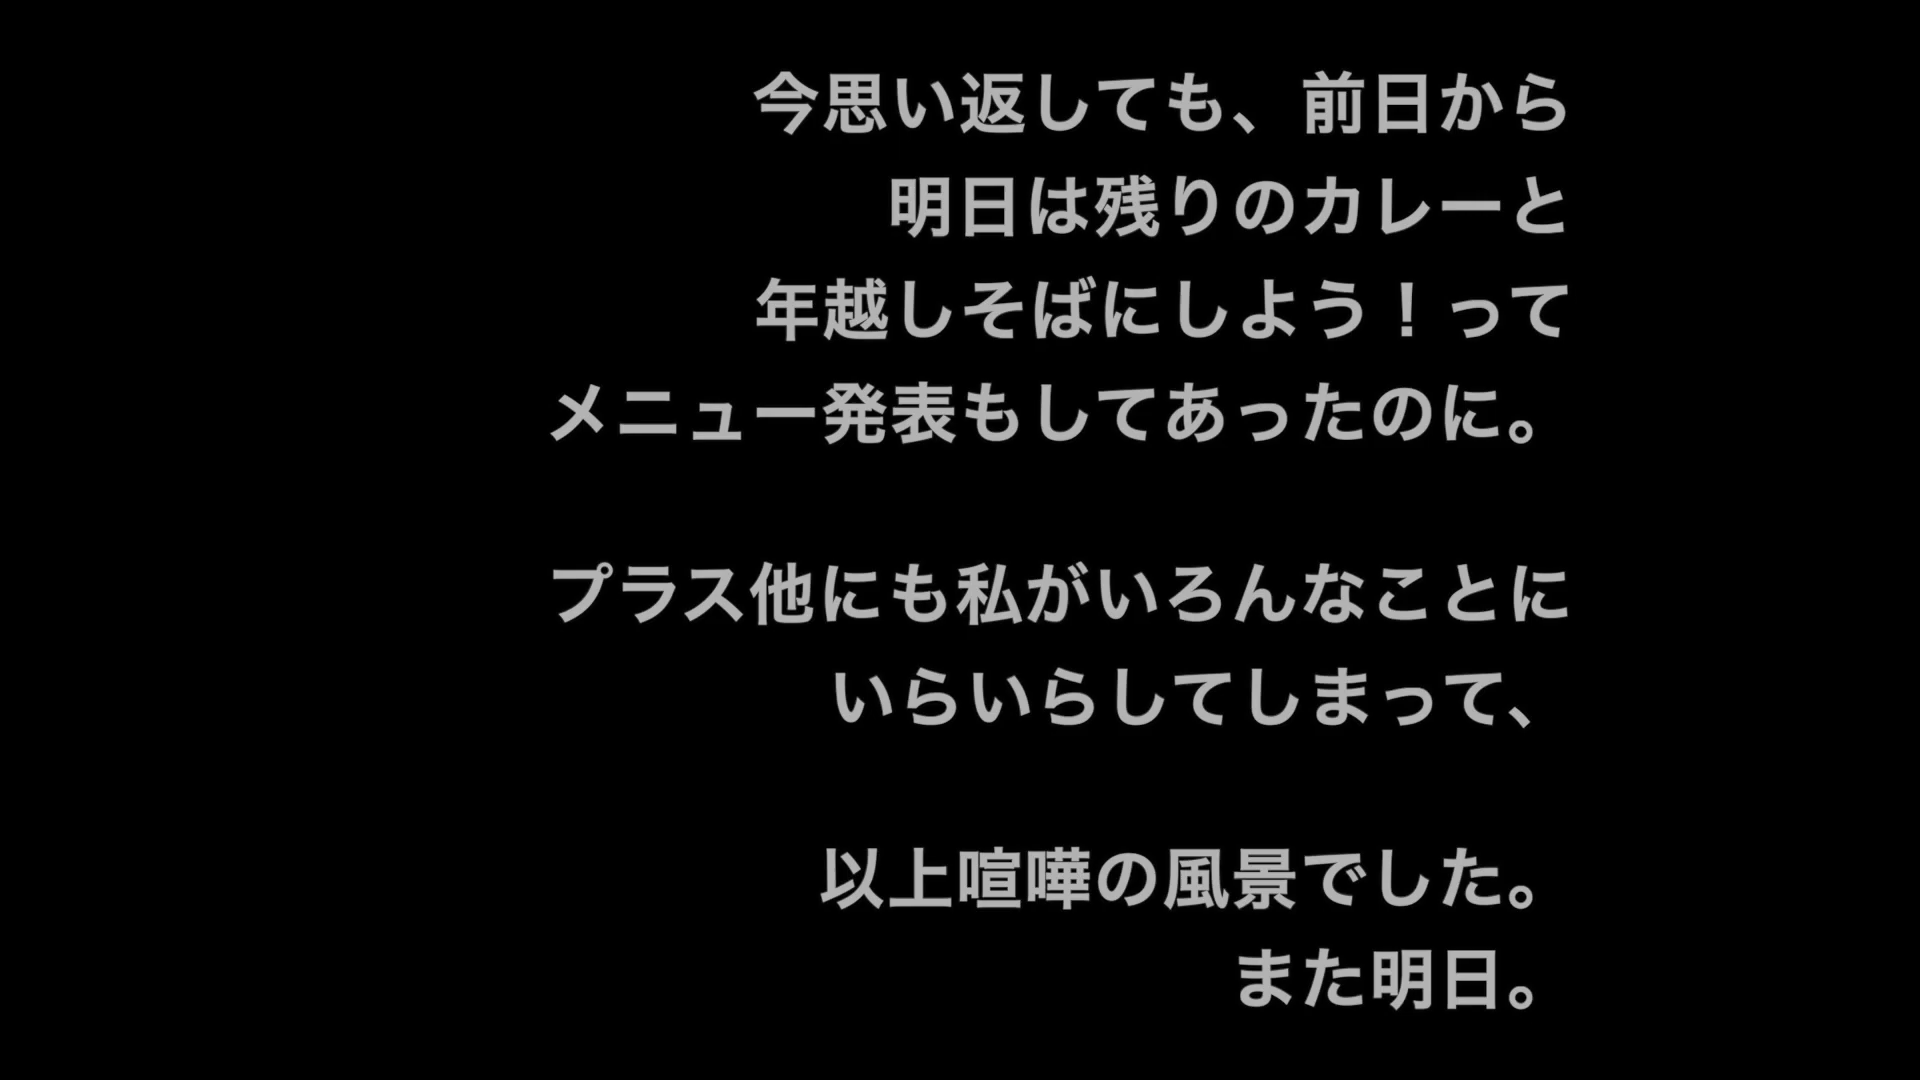 今思い返しても、前日から
明日は残りのカレーと
年越しそばにしよう！って
メニュー発表もしてあったのに。
プラス他にも私がいろんなことに
いらいらしてしまって、
以上喧嘩の風景でした。
また明日。